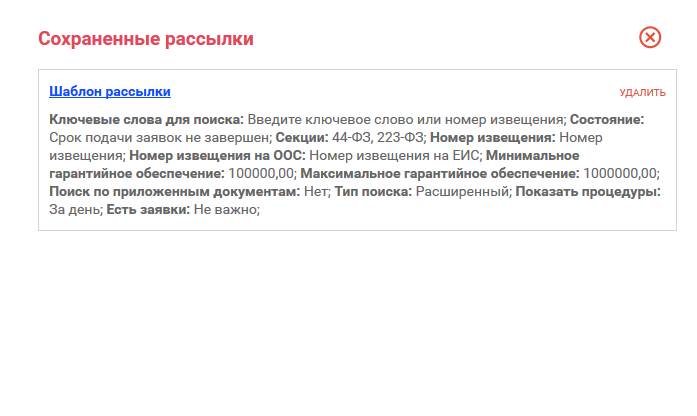 Сохраненные рассылки
Шаблон рассылки
УДАЛИТЬ
Ключевые слова для поиска: Введите ключевое слово или номер извещения; Состояние:
Срок подачи заявок не завершен; Секции: 44-ФЗ, 223-ФЗ; Номер извещения: Номер
извещения; Номер извещения на ООС: Номер извещения на ЕИС; Минимальное
гарантийное обеспечение: 100000,00; Максимальное гарантийное обеспечение: 1000000,00;
Поиск по приложенным документам: Нет; Тип поиска: Расширенный; Показать процедуры:
За день; Есть заявки: Не важно;